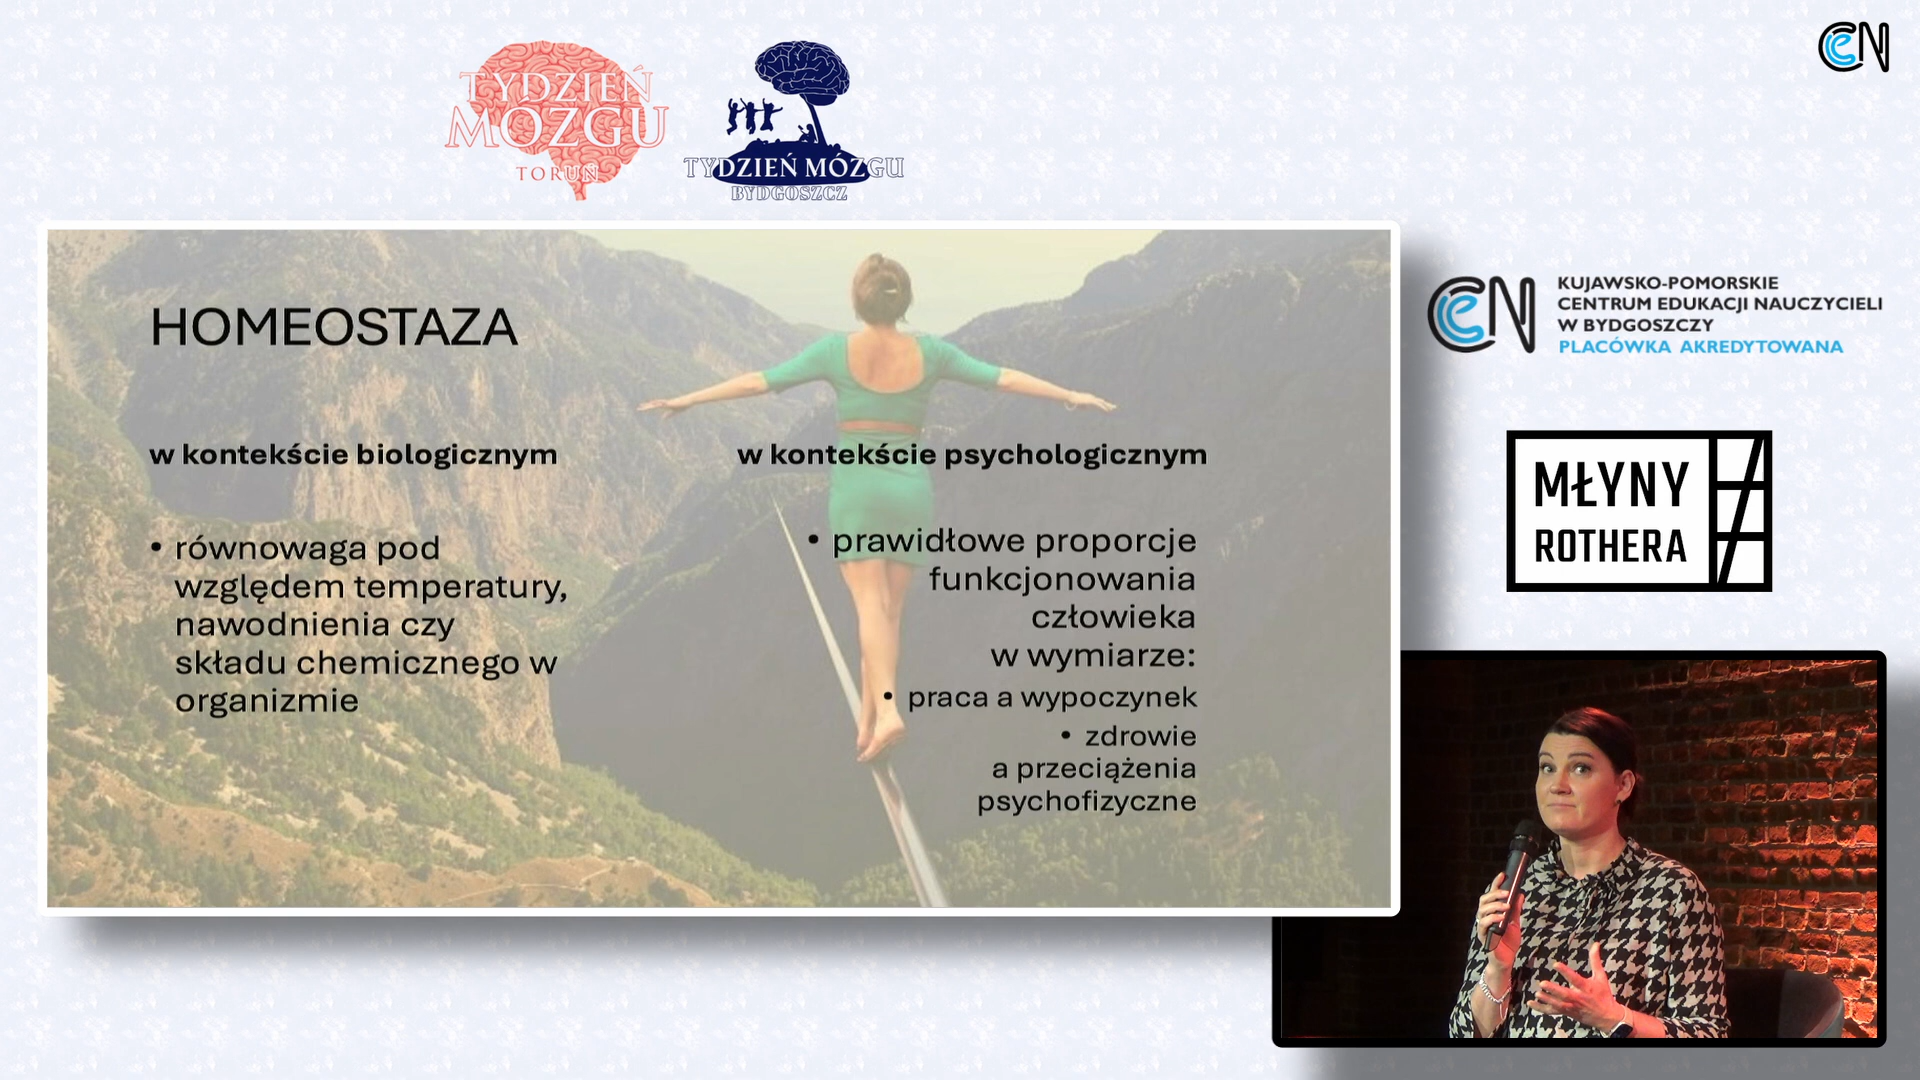 CEN
TYDZIEŃ
MÓZGU
TORUŃ
TYDZIEŃ MÓZGU
BYDGOSZCZ
HOMEOSTAZA
w kontekście biologicznym
• równowaga pod
względem temperatury,
nawodnienia czy
składu chemicznego w
organizmie
w kontekście psychologicznym
• prawidłowe proporcje
funkcjonowania
człowieka
w wymiarze:
• praca a wypoczynek
• zdrowie
a przeciążenia
psychofizyczne
CEN
KUJAWSKO-POMORSKIE
CENTRUM EDUKACJI NAUCZYCIELI
W BYDGOSZCZY
PLACÓWKA AKREDYTOWANA
MŁYNY
ROTHERA